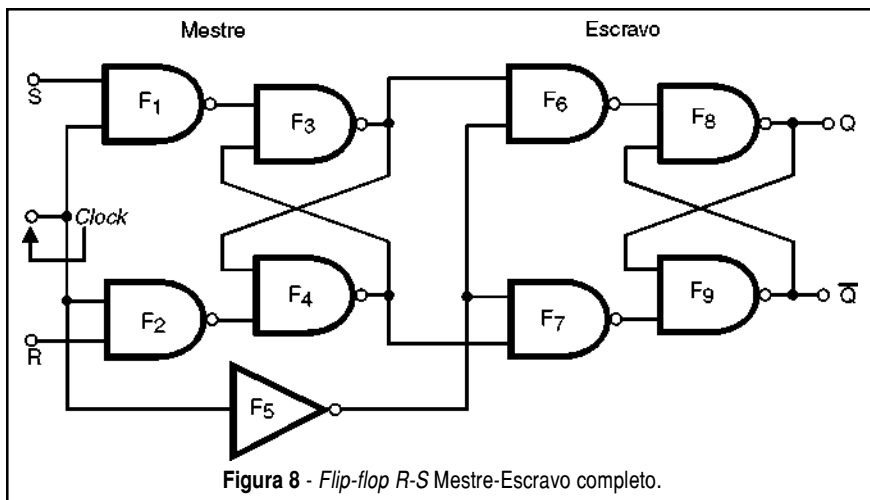 Mestre Escravo
S F1 F3 F6 F8 Q
Clock
R F2 F4 F7 F9 Q̅
F5
Figura 8 - Flip-flop R-S Mestre-Escravo completo.